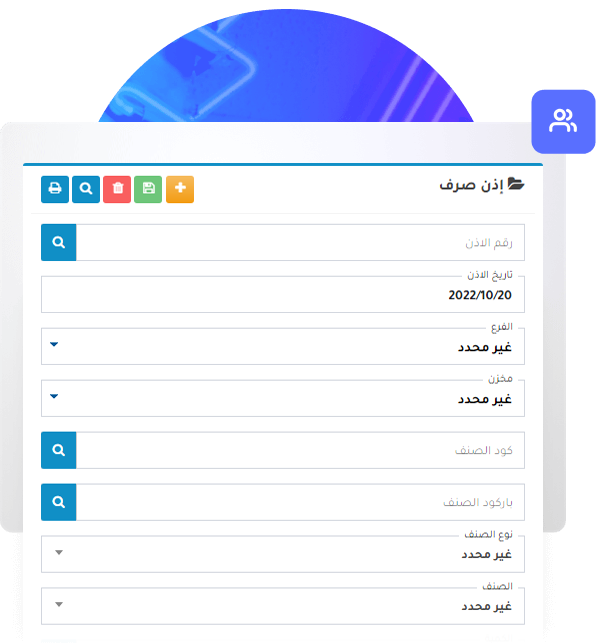 إذن صرف
رقم الاذن
تاريخ الاذن
2022/10/20
الفرع
غير محدد
مخزن
غير محدد
كود الصنف
باركود الصنف
نوع الصنف
غير محدد
الصنف
غير محدد